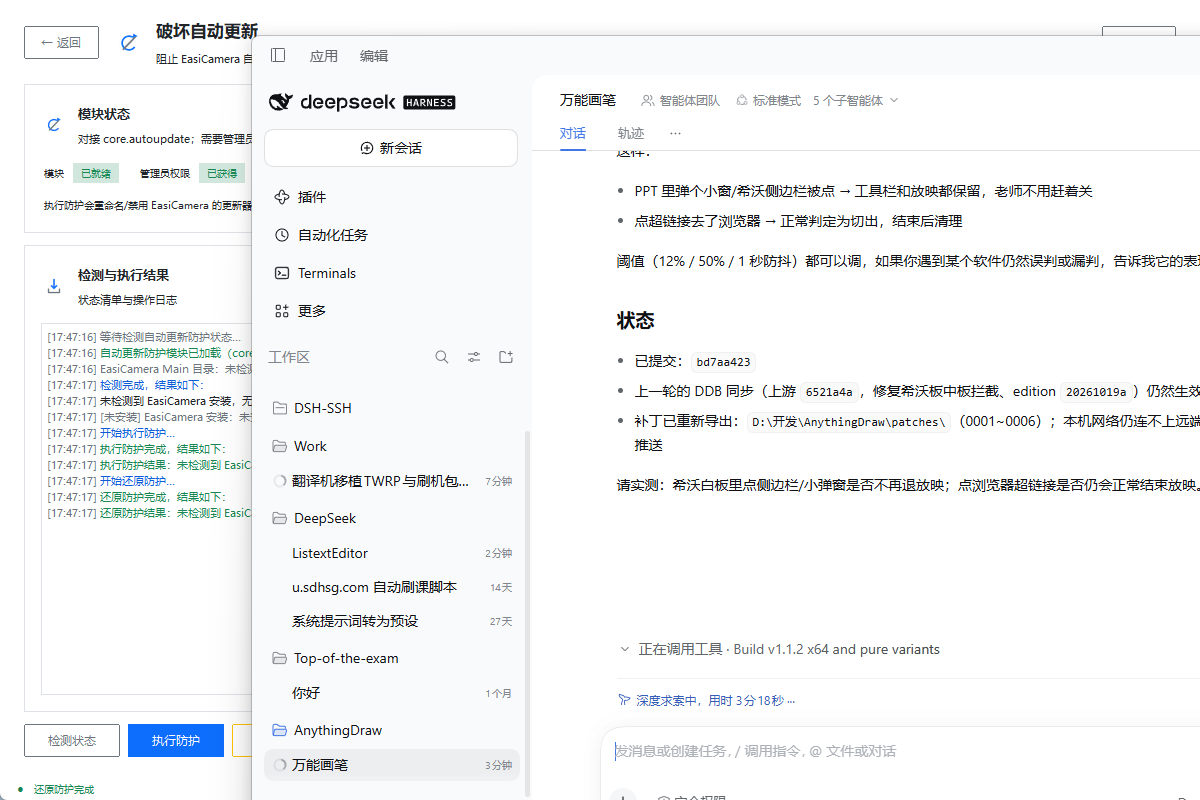 ← 返回
破坏自动更新
阻止 EasiCamera 自
模块状态
对接 core.autoupdate；需要管理员
模块 已就绪 管理员权限 已获得
执行防护会重命名/禁用 EasiCamera 的更新器
检测与执行结果
状态清单与操作日志
[17:47:16] 等待检测自动更新防护状态...
[17:47:16] 自动更新防护模块已加载（core
[17:47:16] EasiCamera Main 目录：未检测
[17:47:17] 检测完成，结果如下：
[17:47:17] 未检测到 EasiCamera 安装，无
[17:47:17] [未安装] EasiCamera 安装：未
[17:47:17] 开始执行防护...
[17:47:17] 执行防护完成，结果如下：
[17:47:17] 执行防护结果：未检测到 EasiC
[17:47:17] 开始还原防护...
[17:47:17] 还原防护完成，结果如下：
[17:47:17] 还原防护结果：未检测到 EasiC
检测状态
执行防护
还原防护完成
应用 编辑
deepseek HARNESS
新会话
插件
自动化任务
Terminals
更多
工作区
DSH-SSH
Work
翻译机移植TWRP与刷机包... 7分钟
DeepSeek
ListextEditor 2分钟
u.sdhsg.com 自动刷课脚本 14天
系统提示词转为预设 27天
Top-of-the-exam
你好 1个月
AnythingDraw
万能画笔 3分钟
万能画笔 智能体团队 标准模式 5 个子智能体
对话 轨迹 ...
这样：
PPT 里弹个小窗/希沃侧边栏被点 → 工具栏和放映都保留，老师不用赶着关
点超链接去了浏览器 → 正常判定为切出，结束后清理
阈值（12% / 50% / 1 秒防抖）都可以调，如果你遇到某个软件仍然误判或漏判，告诉我它的表现
状态
已提交： bd7aa423
上一轮的 DDB 同步（上游 6521a4a ，修复希沃板中板拦截、edition 20261019a ）仍然生效
补丁已重新导出： D:\开发\AnythingDraw\patches\ （0001~0006）；本机网络仍连不上远端
推送
请实测：希沃白板里点侧边栏/小弹窗是否不再退放映；点浏览器超链接是否仍会正常结束放映。
正在调用工具 · Build v1.1.2 x64 and pure variants
深度求索中，用时 3 分 18 秒 ...
发消息或创建任务, / 调用指令, @ 文件或对话